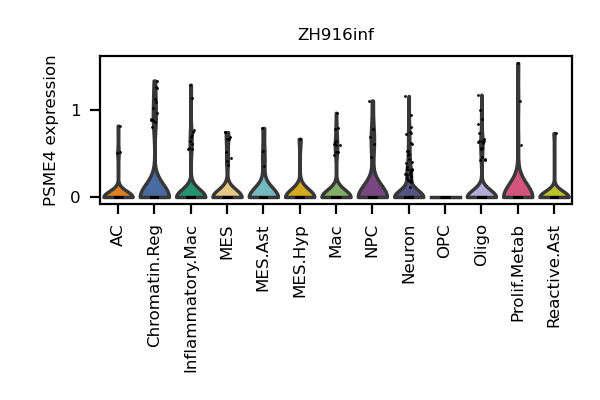 ZH916inf
PSME4 expression
1
0
AC
Chromatin.Reg
Inflammatory.Mac
MES
MES.Ast
MES.Hyp
Mac
NPC
Neuron
OPC
Oligo
Prolif.Metab
Reactive.Ast